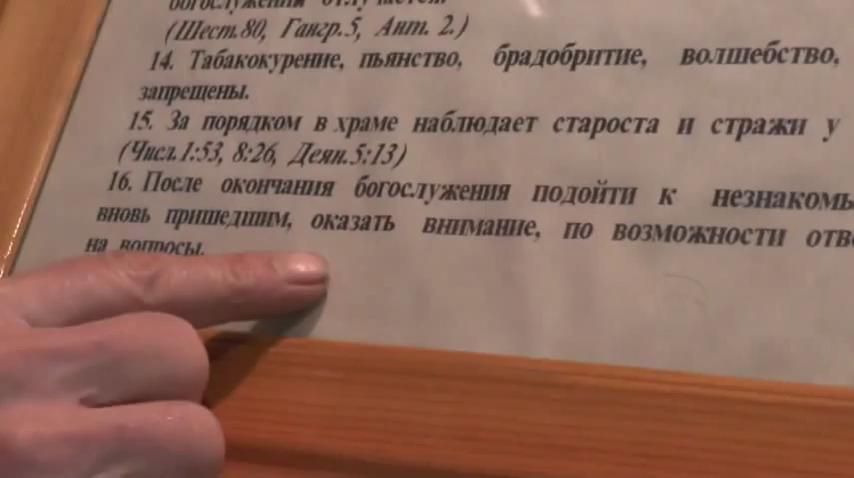 богослужения отлучается.
(Шест.80, Гангр.5, Ант. 2.)
14. Табакокурение, пьянство, брадобритие, волшебство,
запрещены.
15. За порядком в храме наблюдает староста и стражи у
(Числ.1:53, 8:26, Деян.5:13)
16. После окончания богослужения подойти к
вновь пришедшим, оказать внимание, по возможности
на вопросы.